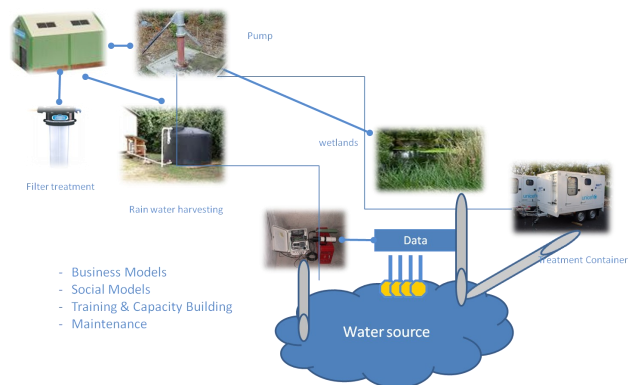 Pump
wetlands
Filter treatment
Rain water harvesting
Data
Treatment Container
- Business Models
- Social Models
- Training & Capacity Building
- Maintenance
Water source